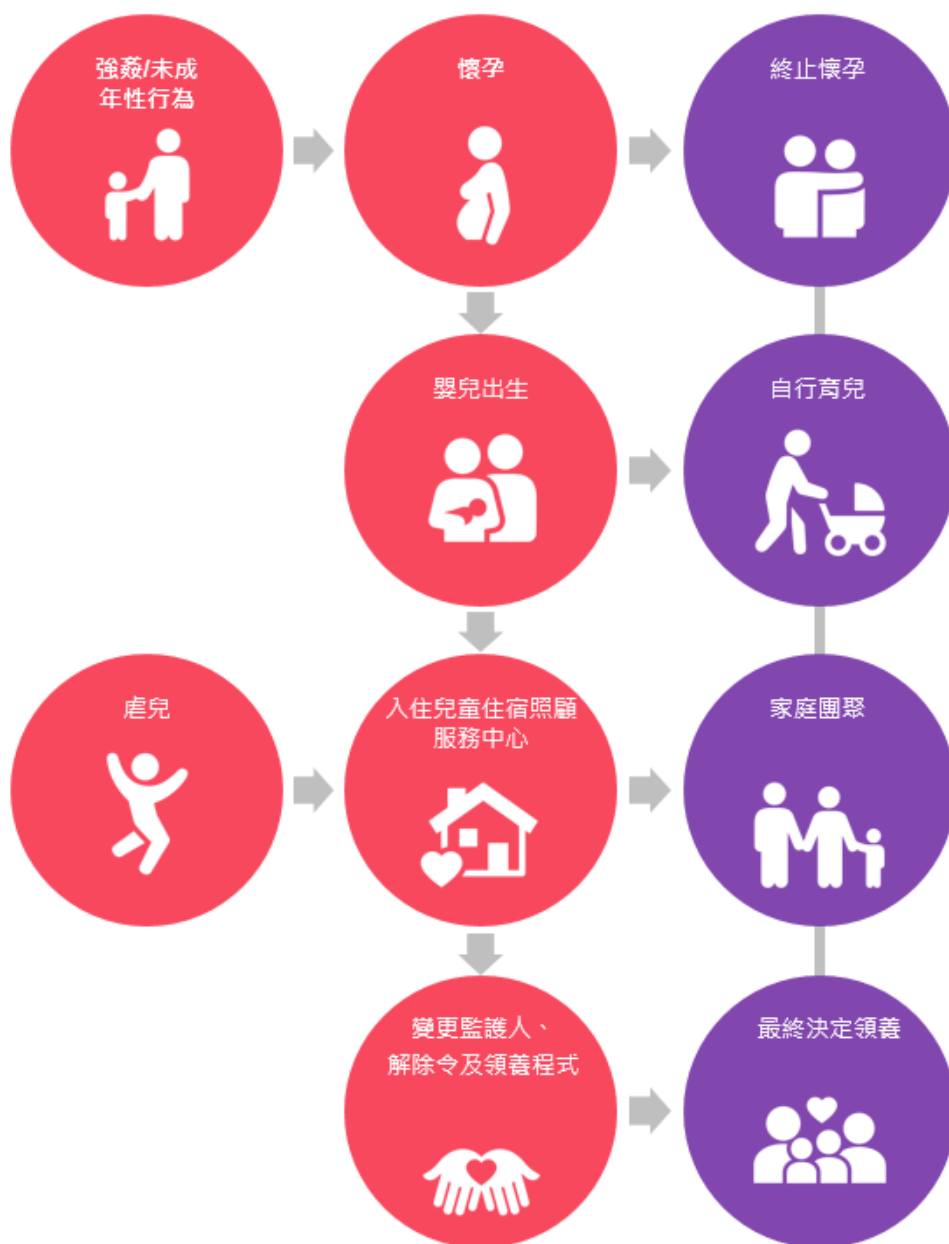 強姦/未成
年性行為
懷孕
終止懷孕
嬰兒出生
自行育兒
虐兒
入住兒童住宿照顧
服務中心
家庭團聚
變更監護人、
解除令及領養程式
最終決定領養